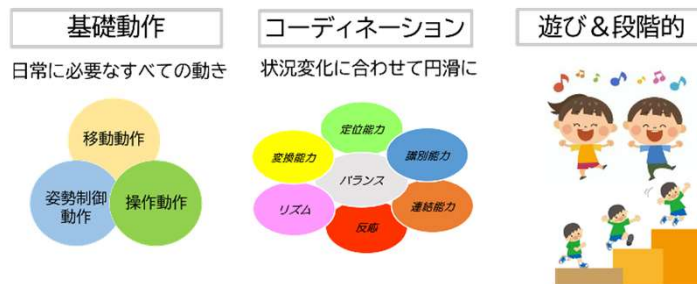 基礎動作
日常に必要なすべての動き
移動動作
姿勢制御
動作
操作動作
コーディネーション
状況変化に合わせて円滑に
定位能力
変換能力
識別能力
バランス
リズム
連結能力
反応
遊び＆段階的